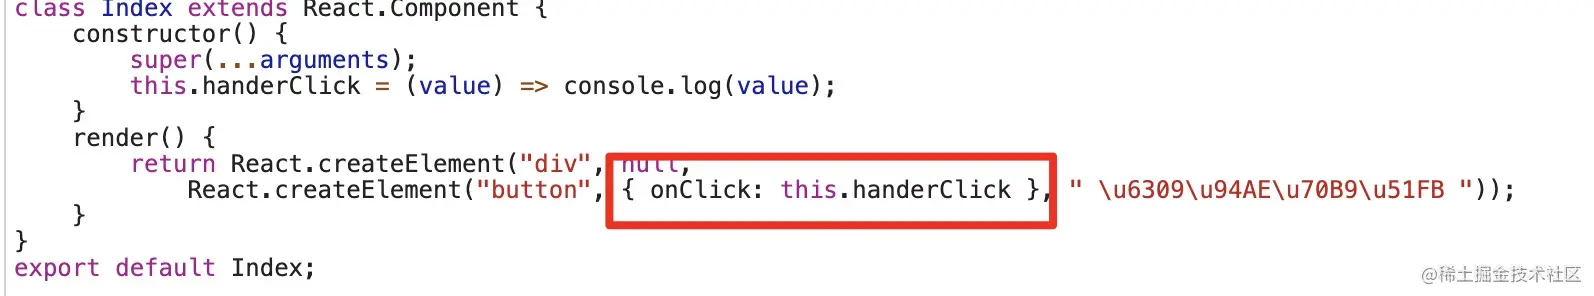 class Index extends React.Component {
    constructor() {
        super(...arguments);
        this.handerClick = (value) => console.log(value);
    }
    render() {
        return React.createElement("div", null,
            React.createElement("button", { onClick: this.handerClick }, " \u6309\u94AE\u70B9\u51FB "));
    }
}
export default Index;
@稀土掘金技术社区